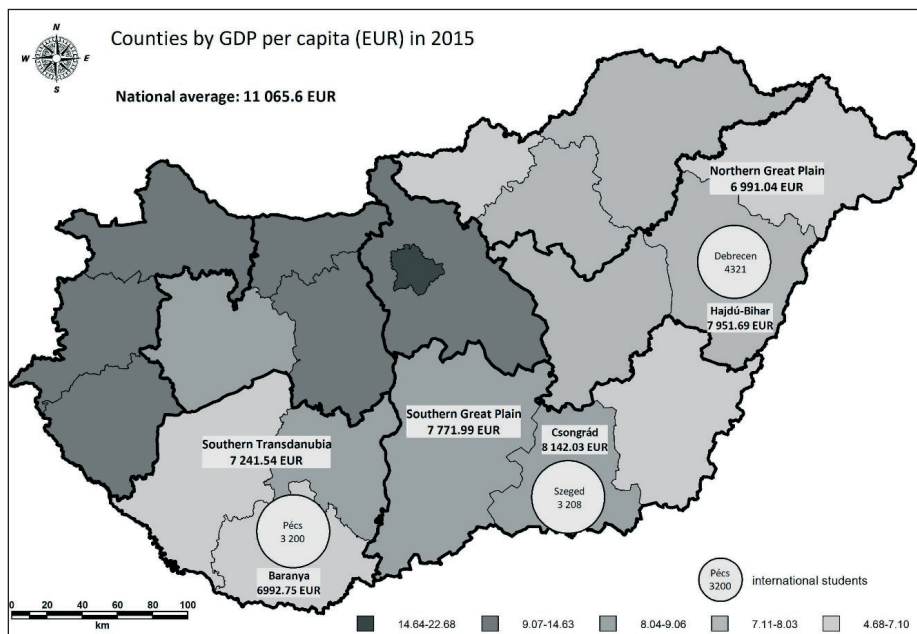 N
W E
S
Counties by GDP per capita (EUR) in 2015
National average: 11 065.6 EUR
Northern Great Plain
6 991.04 EUR
Debrecen
4321
Hajdú-Bihar
7 951.69 EUR
Southern Great Plain
7 771.99 EUR
Csongrád
8 142.03 EUR
Szeged
3 208
Southern Transdanubia
7 241.54 EUR
Pécs
3 200
Baranya
6992.75 EUR
Pécs
3200
international students
0 20 40 60 80 100
km
14.64-22.68 9.07-14.63 8.04-9.06 7.11-8.03 4.68-7.10